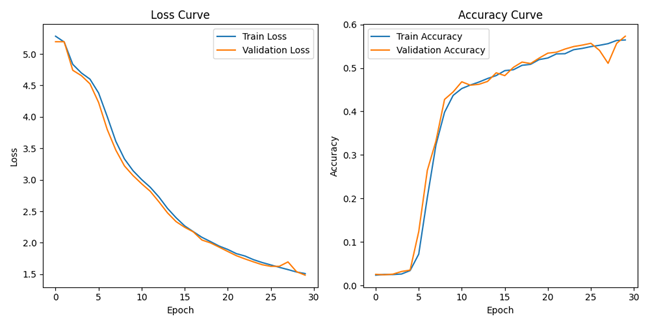 Loss Curve
Train Loss
Validation Loss
5.0
4.5
4.0
3.5
3.0
2.5
2.0
1.5
Loss
0 5 10 15 20 25 30
Epoch
Accuracy Curve
Train Accuracy
Validation Accuracy
0.6
0.5
0.4
0.3
0.2
0.1
0.0
Accuracy
0 5 10 15 20 25 30
Epoch